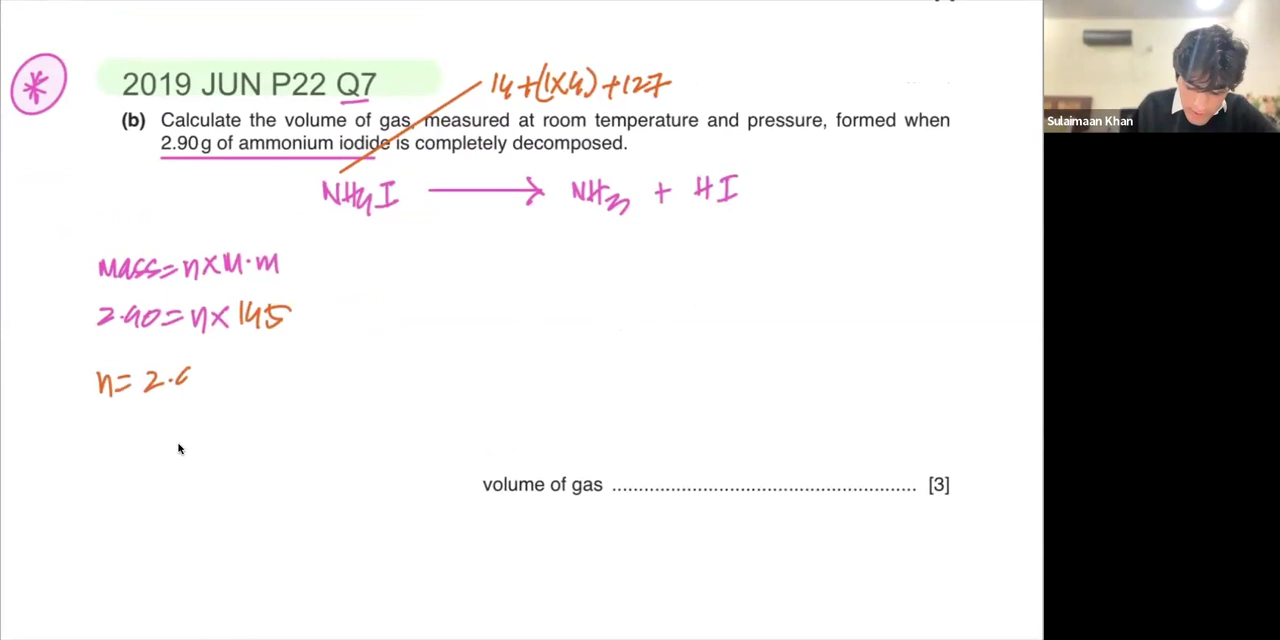 2019 JUN P22 Q7
14+(1×4)+127
(b) Calculate the volume of gas, measured at room temperature and pressure, formed when
2.90 g of ammonium iodide is completely decomposed.
NH4I → NH3 + HI
Mass=n×M.m
2.90=n×145
n= 2.
volume of gas ........................................................ [3]
Sulaimaan Khan